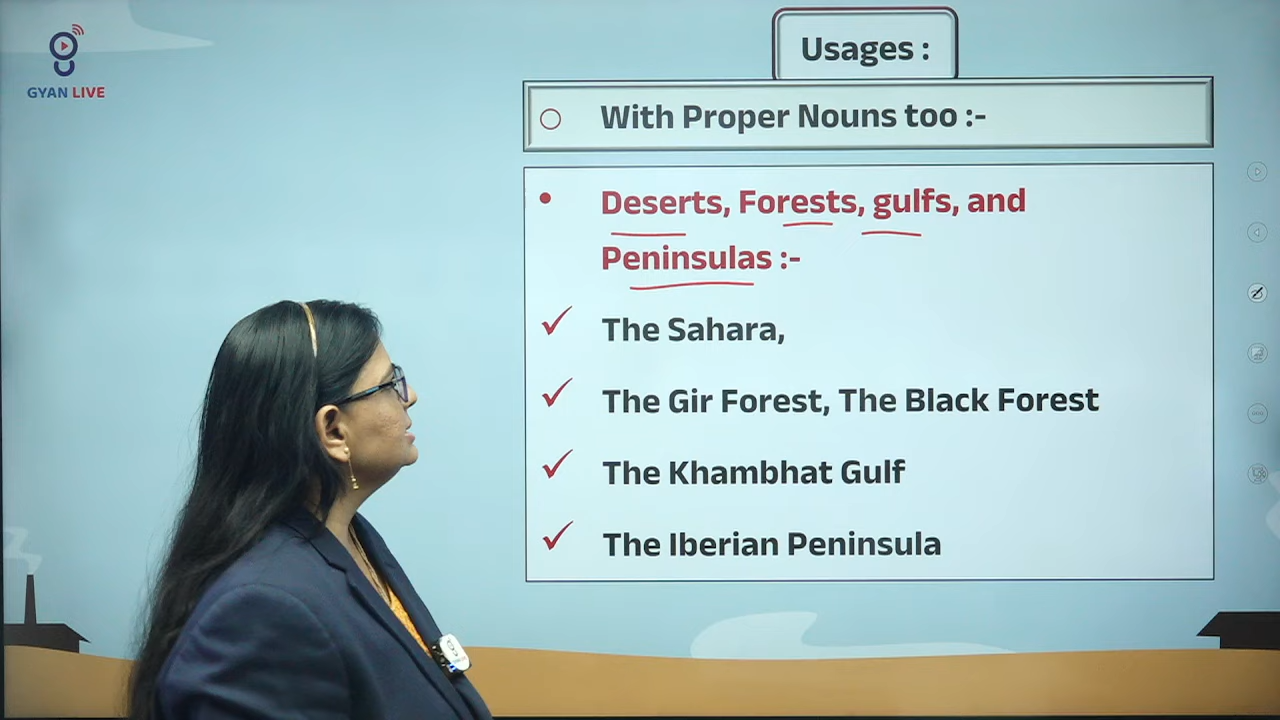 GYAN LIVE
Usages :
With Proper Nouns too :-
Deserts, Forests, gulfs, and
Peninsulas :-
The Sahara,
The Gir Forest, The Black Forest
The Khambhat Gulf
The Iberian Peninsula